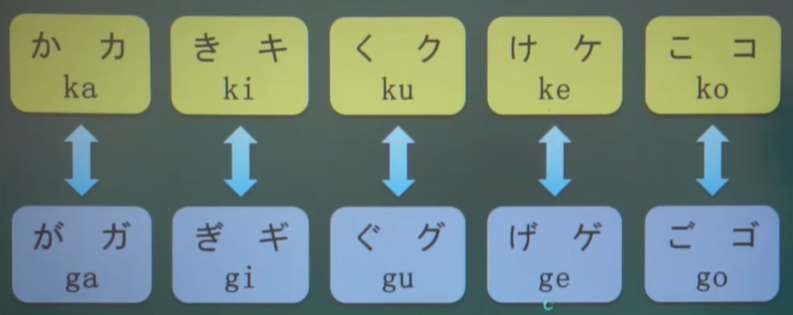 か カ き キ く ク け ケ こ コ
ka ki ku ke ko
が ガ ぎ ギ ぐ グ げ ゲ ご ゴ
ga gi gu ge go